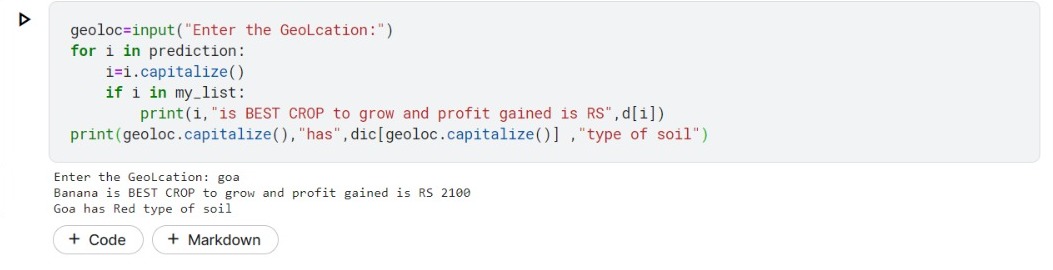 geoloc=input("Enter the GeoLcation:")
for i in prediction:
    i=i.capitalize()
    if i in my_list:
        print(i,"is BEST CROP to grow and profit gained is RS",d[i])
print(geoloc.capitalize(),"has",dic[geoloc.capitalize()] ,"type of soil")
Enter the GeoLcation: goa
Banana is BEST CROP to grow and profit gained is RS 2100
Goa has Red type of soil
+ Code + Markdown